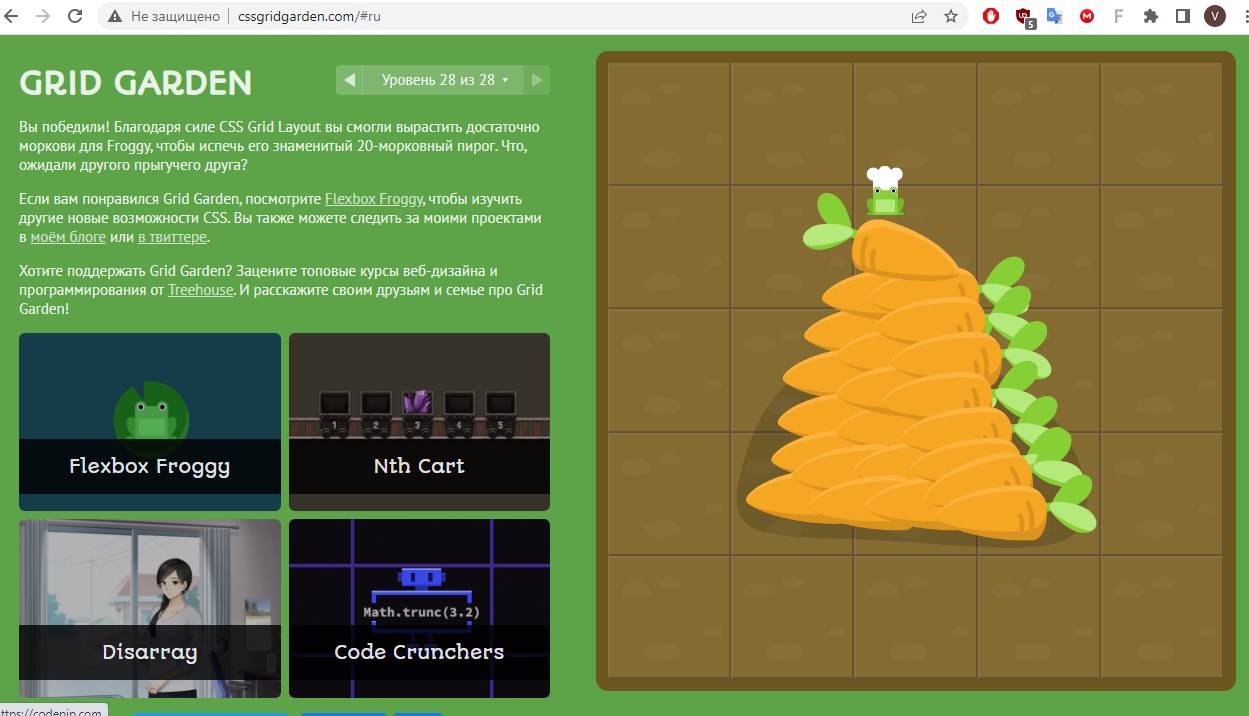 Не защищено
cssgridgarden.com/#ru
5
F
V
GRID GARDEN
Уровень 28 из 28
Вы победили! Благодаря силе CSS Grid Layout вы смогли вырастить достаточно
моркови для Froggy, чтобы испечь его знаменитый 20-морковный пирог. Что,
ожидали другого прыгучего друга?
Если вам понравился Grid Garden, посмотрите Flexbox Froggy, чтобы изучить
другие новые возможности CSS. Вы также можете следить за моими проектами
в моём блоге или в твиттере.
Хотите поддержать Grid Garden? Зацените топовые курсы веб-дизайна и
программирования от Treehouse. И расскажите своим друзьям и семье про Grid
Garden!
Flexbox Froggy
1 2 3 4 5
Nth Cart
Disarray
Math.trunc(3.2)
Code Crunchers